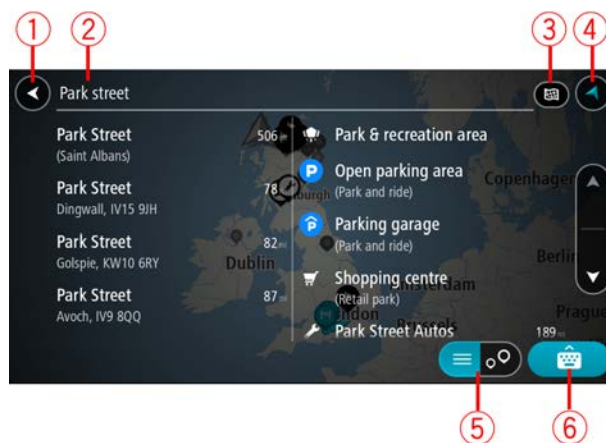 1 2 3 4
Park street
Park Street 506 mi
(Saint Albans)
Park Street 78
Dingwall, IV15 9JH
Park Street 82 mi
Golspie, KW10 6RY
Park Street 87
Avoch, IV9 8QQ
Park & recreation area
P Open parking area
(Park and ride)
P Parking garage
(Park and ride)
Shopping centre
(Retail park)
Park Street Autos 189
Copenhagen
Dublin
Berlin
Prague
5 6